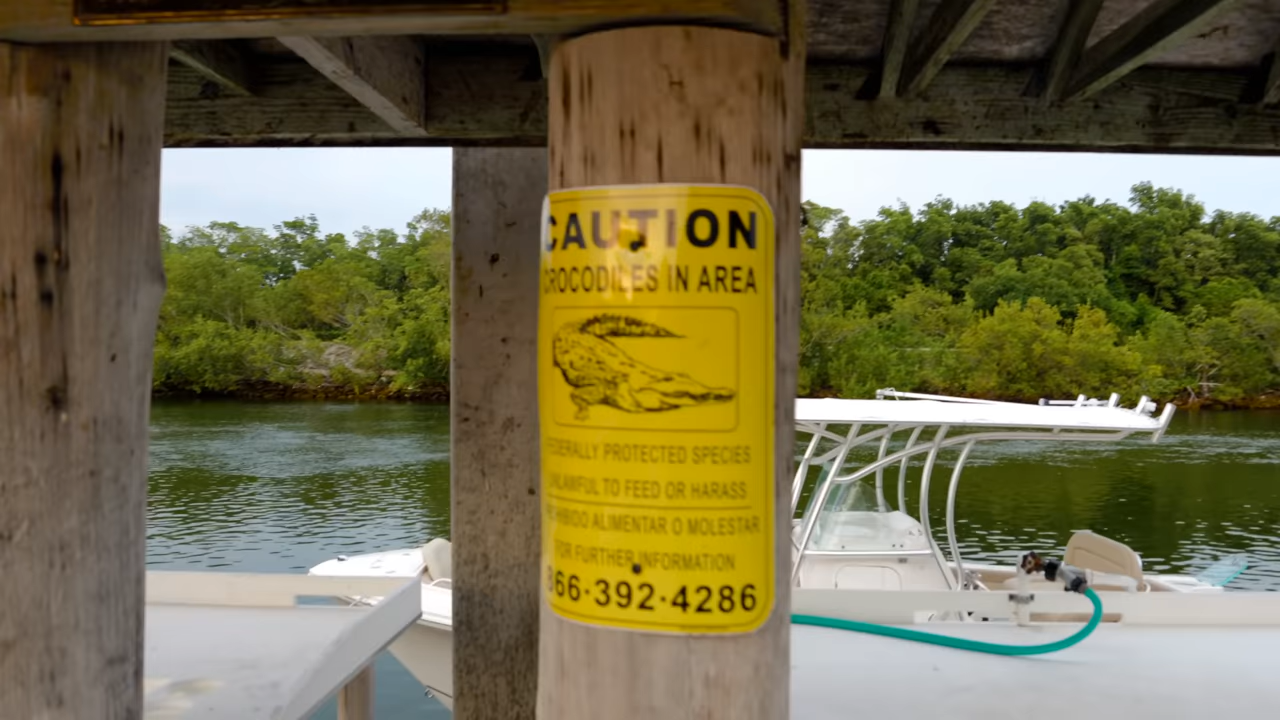 CAUTION
CROCODILES IN AREA
FEDERALLY PROTECTED SPECIES
UNLAWFUL TO FEED OR HARASS
PROHIBIDO ALIMENTAR O MOLESTAR
FOR FURTHER INFORMATION
866·392·4286